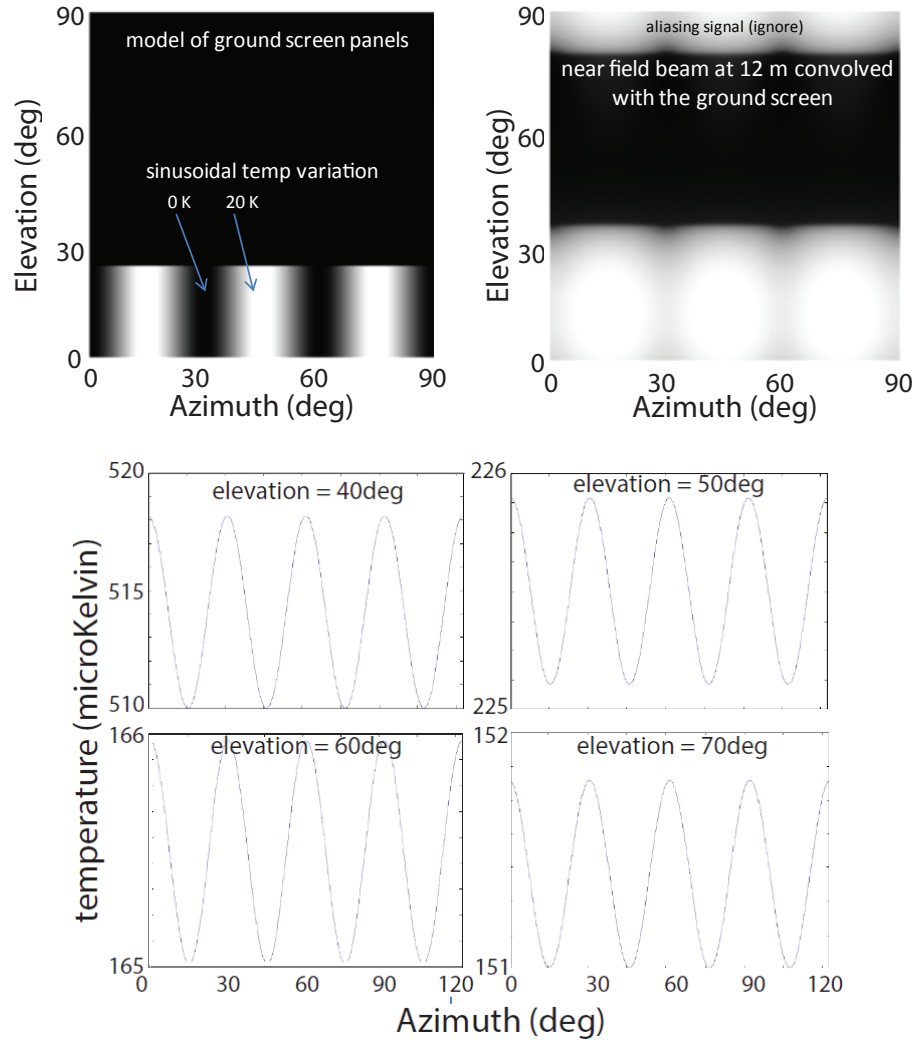 90
model of ground screen panels
60
Elevation (deg)
sinusoidal temp variation
0 K
20 K
30
0
0
30
60
90
Azimuth (deg)
90
aliasing signal (ignore)
near field beam at 12 m convolved
with the ground screen
60
Elevation (deg)
30
0
0
30
60
90
Azimuth (deg)
temperature (microKelvin)
520
elevation = 40deg
515
510
226
elevation = 50deg
225
166
elevation = 60deg
165
0
30
60
90
120
152
elevation = 70deg
151
0
30
60
90
120
Azimuth (deg)